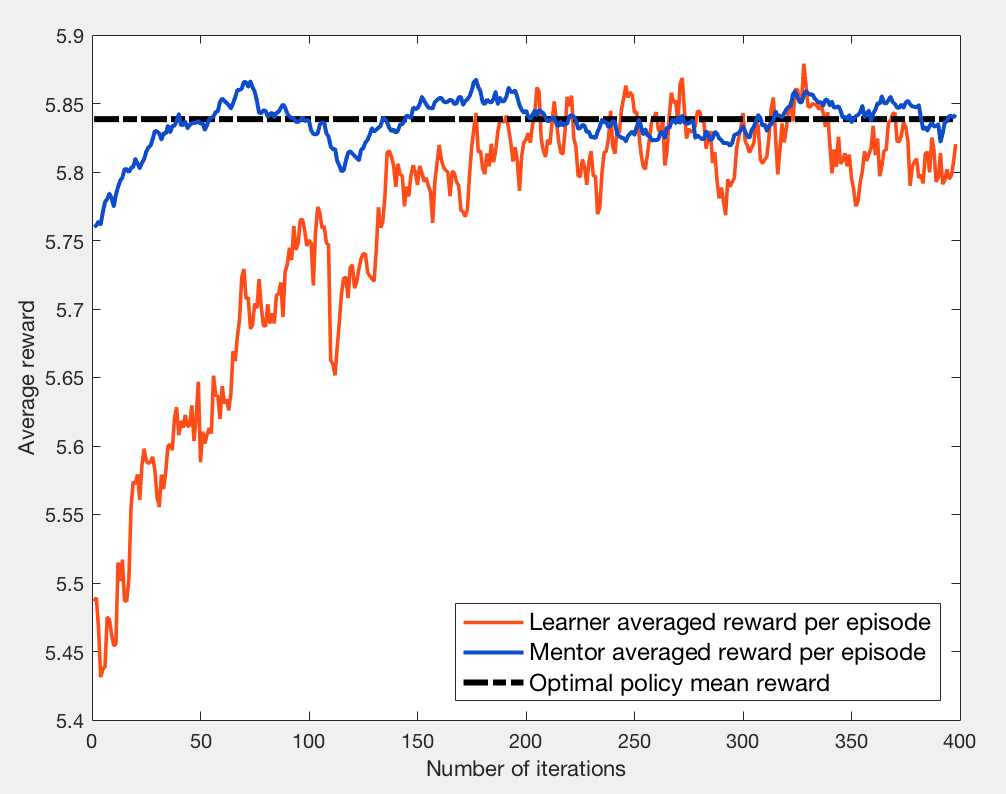 5.9
5.85
5.8
5.75
5.7
5.65
5.6
5.55
5.5
5.45
5.4
Average reward
Learner averaged reward per episode
Mentor averaged reward per episode
Optimal policy mean reward
0 50 100 150 200 250 300 350 400
Number of iterations